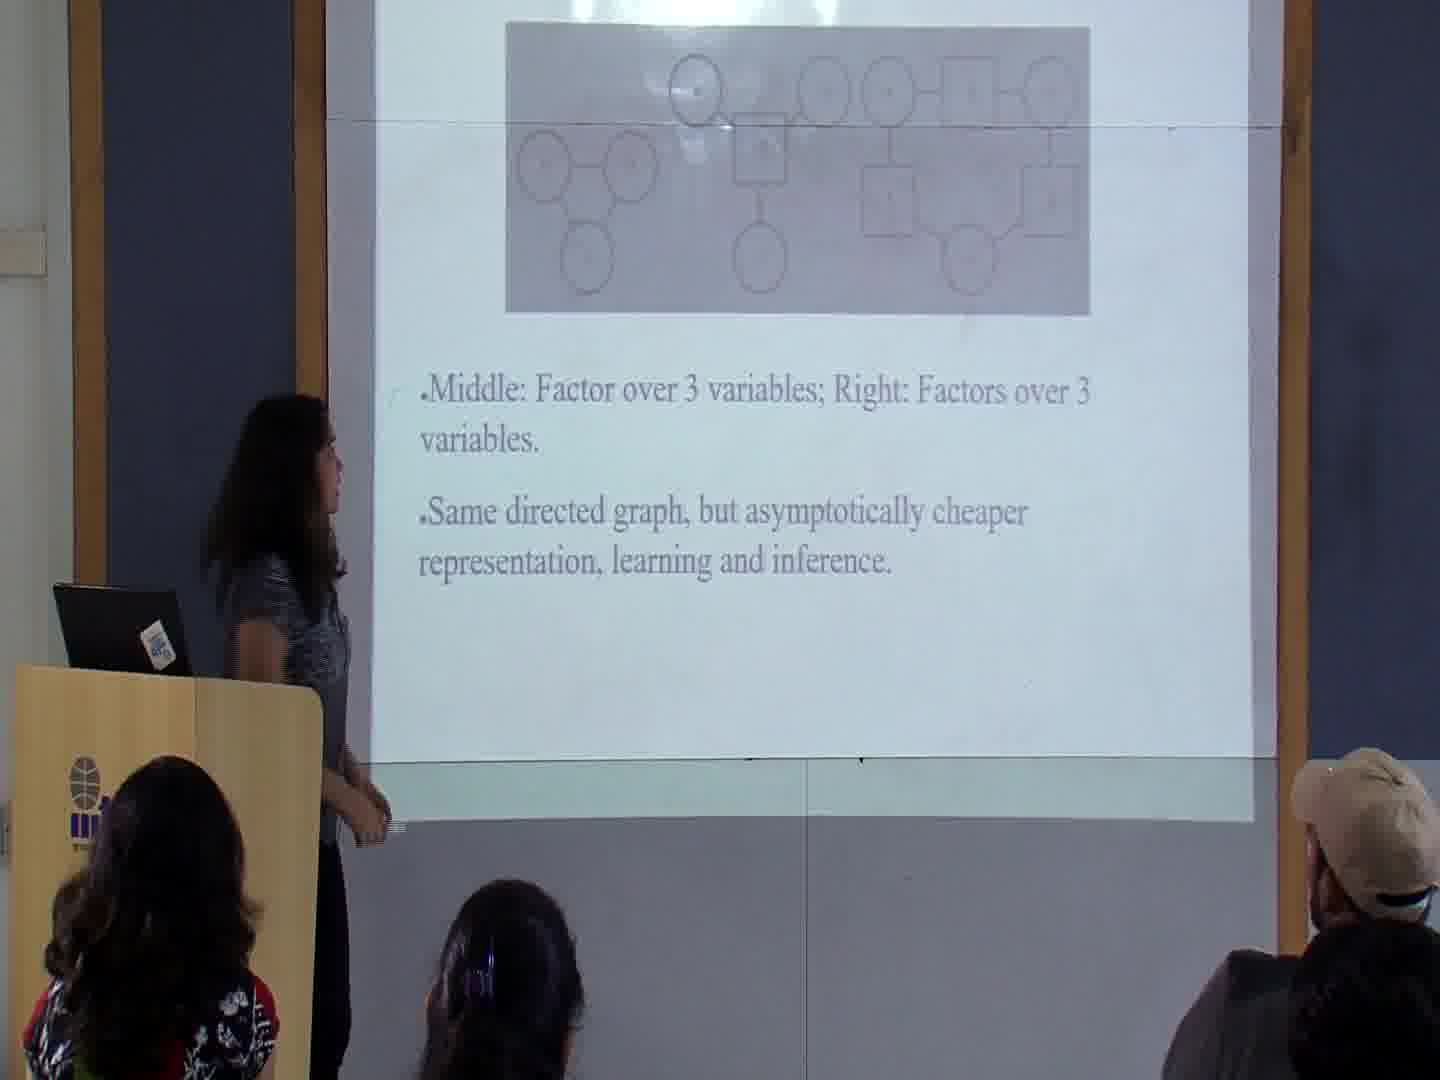 .Middle: Factor over 3 variables; Right: Factors over 3
variables.
.Same directed graph, but asymptotically cheaper
representation, learning and inference.